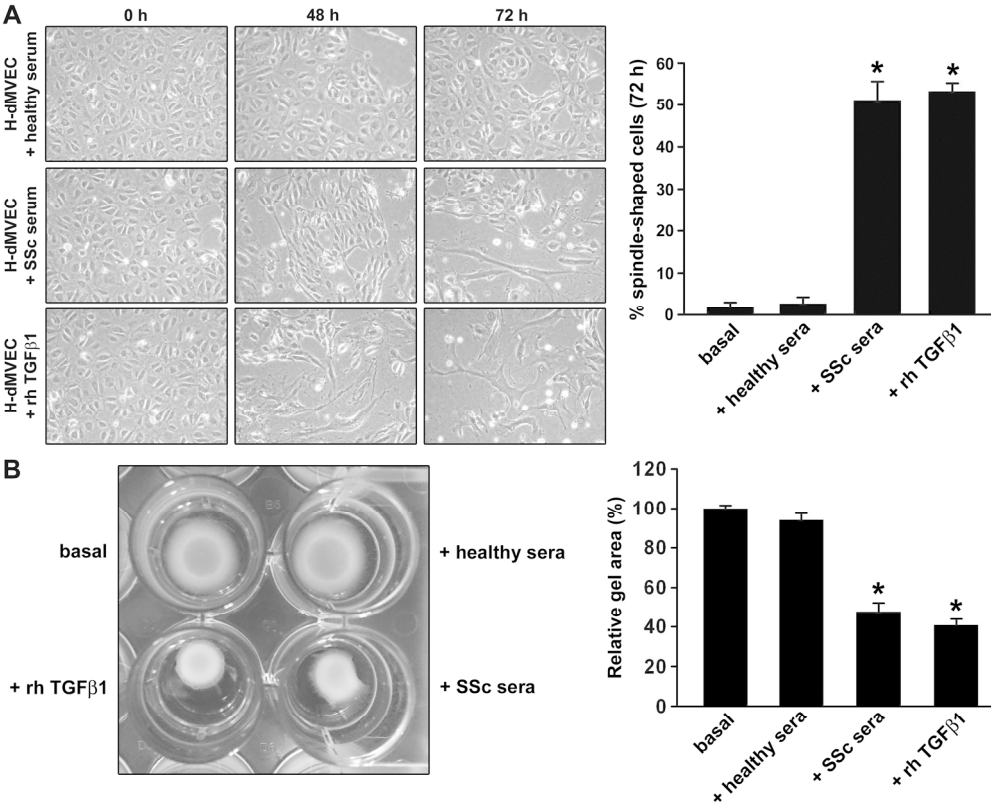 A
0 h
48 h
72 h
H-dMVEC
+ healthy serum
H-dMVEC
+ SSc serum
H-dMVEC
+ rh TGFβ1
% spindle-shaped cells (72 h)
60
50
40
30
20
10
0
basal
+ healthy sera
+ SSc sera
+ rh TGFβ1
*
*
B
basal
+ healthy sera
+ rh TGFβ1
+ SSc sera
Relative gel area (%)
120
100
80
60
40
20
0
basal
+ healthy sera
+ SSc sera
+ rh TGFβ1
*
*